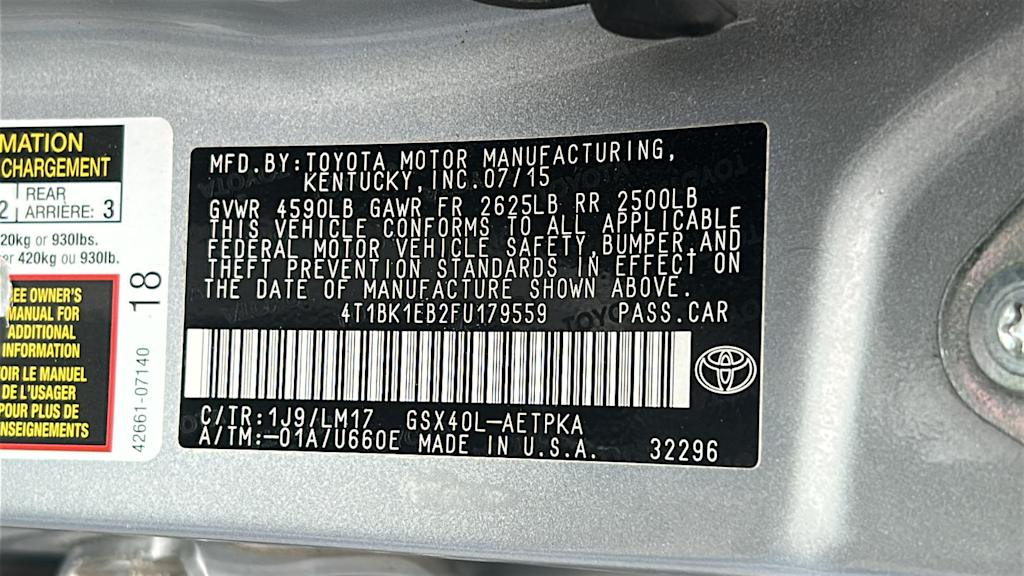 MATION
CHARGEMENT
2 REAR
ARRIÈRE: 3
20kg or 930lbs.
er 420kg ou 930lb.
EE OWNER'S
MANUAL FOR
ADDITIONAL
INFORMATION
OIR LE MANUEL
DE L'USAGER
POUR PLUS DE
NSEIGNEMENTS
18
42661-07140
MFD.BY:TOYOTA MOTOR MANUFACTURING,
KENTUCKY,INC.07/15
GVWR 4590LB GAWR FR 2625LB RR 2500LB
THIS VEHICLE CONFORMS TO ALL APPLICABLE
FEDERAL MOTOR VEHICLE SAFETY,BUMPER,AND
THEFT PREVENTION STANDARDS IN EFFECT ON
THE DATE OF MANUFACTURE SHOWN ABOVE.
4T1BK1EB2FU179559 PASS.CAR
C/TR:1J9/LM17 GSX40L-AETPKA
A/TM:-01A/U660E MADE IN U.S.A. 32296